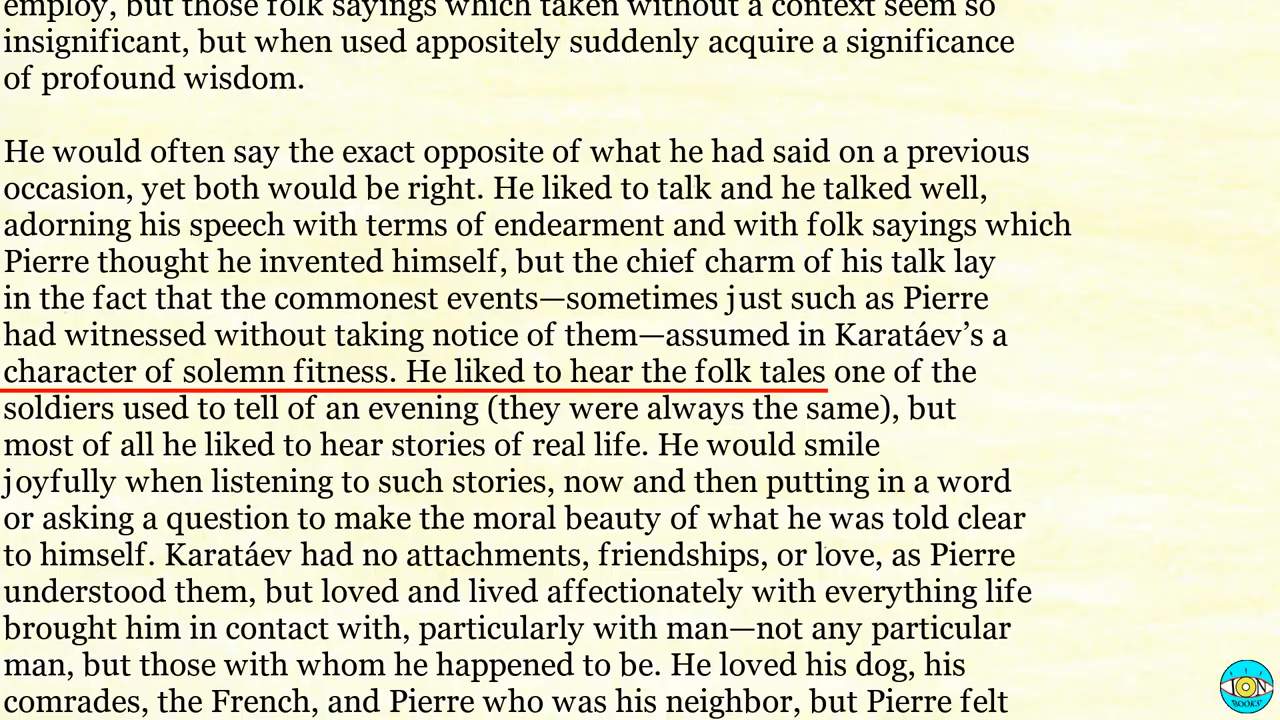 employ, but those folk sayings which taken without a context seem so
insignificant, but when used appositely suddenly acquire a significance
of profound wisdom.
He would often say the exact opposite of what he had said on a previous
occasion, yet both would be right. He liked to talk and he talked well,
adorning his speech with terms of endearment and with folk sayings which
Pierre thought he invented himself, but the chief charm of his talk lay
in the fact that the commonest events—sometimes just such as Pierre
had witnessed without taking notice of them—assumed in Karatáev’s a
character of solemn fitness. He liked to hear the folk tales one of the
soldiers used to tell of an evening (they were always the same), but
most of all he liked to hear stories of real life. He would smile
joyfully when listening to such stories, now and then putting in a word
or asking a question to make the moral beauty of what he was told clear
to himself. Karatáev had no attachments, friendships, or love, as Pierre
understood them, but loved and lived affectionately with everything life
brought him in contact with, particularly with man—not any particular
man, but those with whom he happened to be. He loved his dog, his
comrades, the French, and Pierre who was his neighbor, but Pierre felt
ION
BOOKS